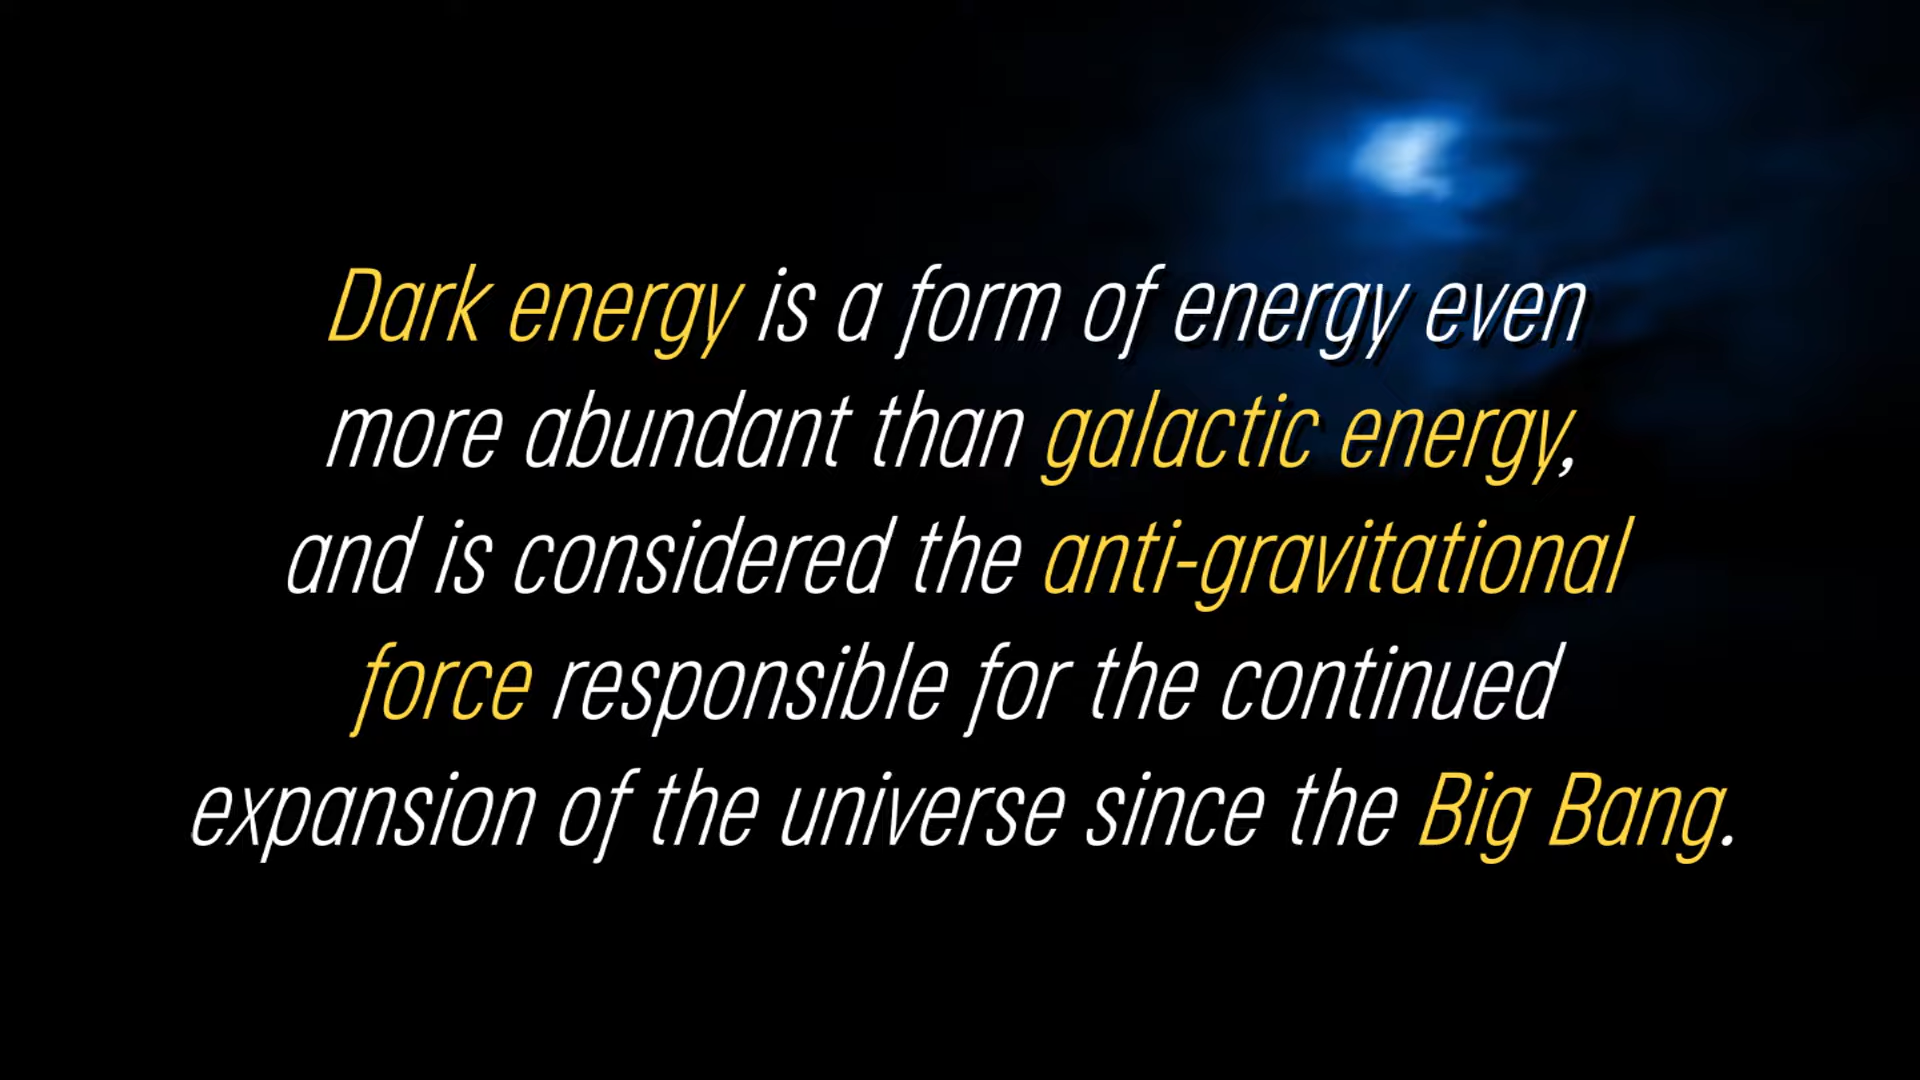 Dark energy is a form of energy even
more abundant than galactic energy,
and is considered the anti-gravitational
force responsible for the continued
expansion of the universe since the Big Bang.